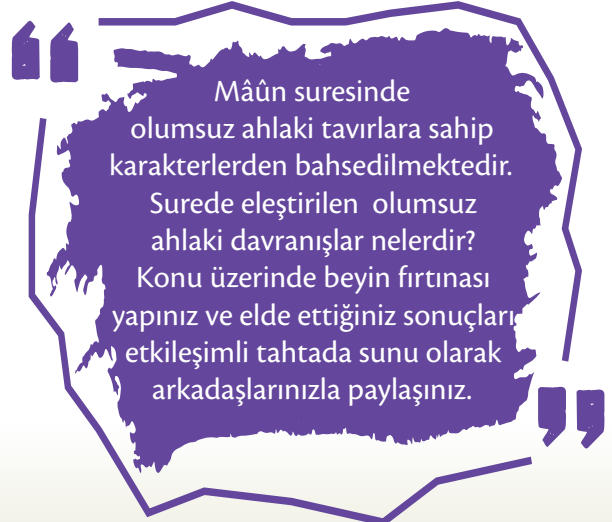 Mâûn suresinde
olumsuz ahlaki tavırlara sahip
karakterlerden bahsedilmektedir.
Surede eleştirilen olumsuz
ahlaki davranışlar nelerdir?
Konu üzerinde beyin fırtınası
yapınız ve elde ettiğiniz sonuçları
etkileşimli tahtada sunu olarak
arkadaşlarınızla paylaşınız.